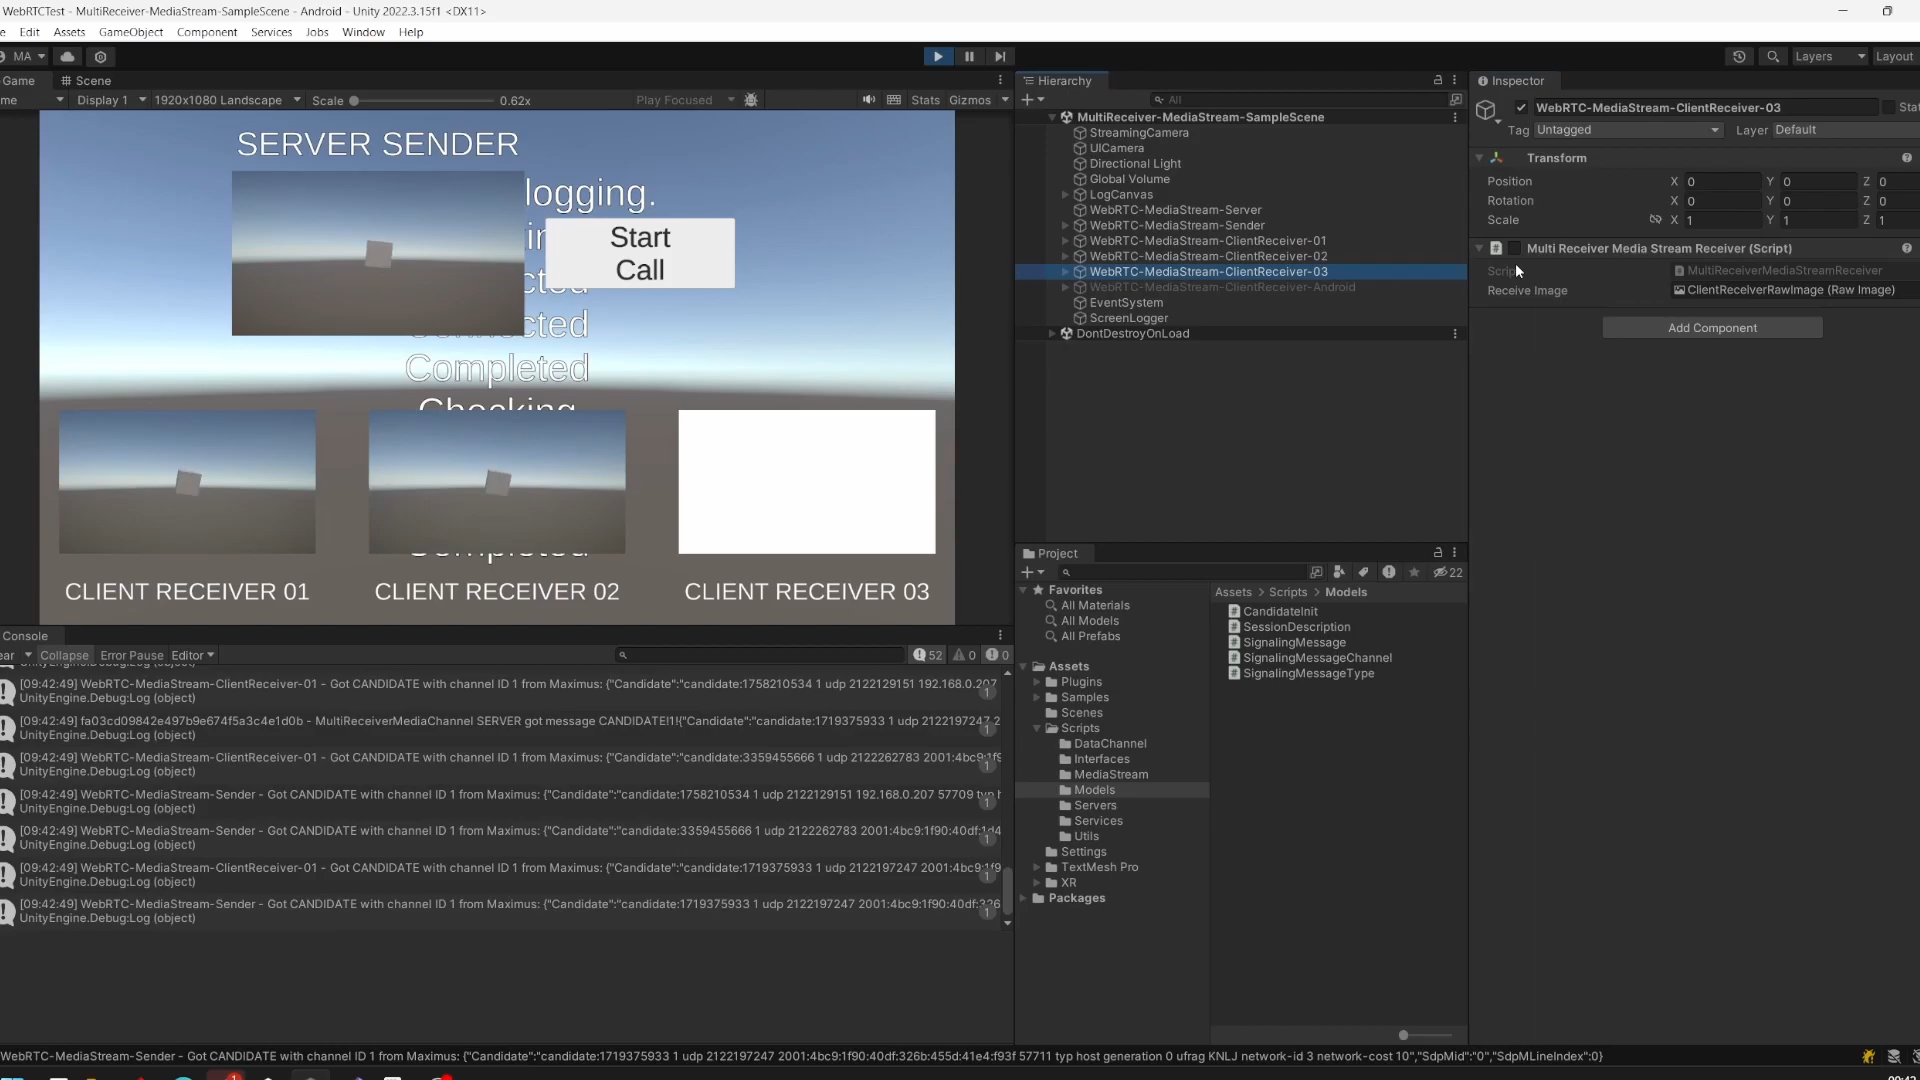 WebRTCTest - MultiReceiver-MediaStream-SampleScene - Android - Unity 2022.3.15f1 <DX11>
Edit Assets GameObject Component Services Jobs Window Help
MA
Layers
Layout
Game
Scene
Display 1
1920x1080 Landscape
Scale
0.62x
Play Focused
Stats
Gizmos
SERVER SENDER
logging.
Start
Call
Completed
CLIENT RECEIVER 01
CLIENT RECEIVER 02
CLIENT RECEIVER 03
Hierarchy
All
MultiReceiver-MediaStream-SampleScene
StreamingCamera
UICamera
Directional Light
Global Volume
LogCanvas
WebRTC-MediaStream-Server
WebRTC-MediaStream-Sender
WebRTC-MediaStream-ClientReceiver-01
WebRTC-MediaStream-ClientReceiver-02
WebRTC-MediaStream-ClientReceiver-03
WebRTC-MediaStream-ClientReceiver-Android
EventSystem
ScreenLogger
DontDestroyOnLoad
Inspector
WebRTC-MediaStream-ClientReceiver-03
Tag Untagged
Layer Default
Transform
Position X 0 Y 0 Z 0
Rotation X 0 Y 0 Z 0
Scale X 1 Y 1 Z 1
Multi Receiver Media Stream Receiver (Script)
MultiReceiverMediaStreamReceiver
Receive Image
ClientReceiverRawImage (Raw Image)
Add Component
Project
22
Favorites
All Materials
All Models
All Prefabs
Assets
Plugins
Samples
Scenes
Scripts
DataChannel
Interfaces
MediaStream
Models
Servers
Services
Utils
Settings
TextMesh Pro
XR
Packages
Assets > Scripts > Models
CandidateInit
SessionDescription
SignalingMessage
SignalingMessageChannel
SignalingMessageType
Console
Collapse
Error Pause
Editor
52
0
0
[09:42:49] WebRTC-MediaStream-ClientReceiver-01 - Got CANDIDATE with channel ID 1 from Maximus: {"Candidate":"candidate:1758210534 1 udp 2122129151 192.168.0.207
UnityEngine.Debug:Log (object)
1
[09:42:49] fa03cd09842e497b9e674f5a3c4e1d0b - MultiReceiverMediaChannel SERVER got message CANDIDATE!1!{"Candidate":"candidate:1719375933 1 udp 2122197247 2
UnityEngine.Debug:Log (object)
1
[09:42:49] WebRTC-MediaStream-ClientReceiver-01 - Got CANDIDATE with channel ID 1 from Maximus: {"Candidate":"candidate:3359455666 1 udp 2122262783 2001:4bc9:1f9
UnityEngine.Debug:Log (object)
1
[09:42:49] WebRTC-MediaStream-Sender - Got CANDIDATE with channel ID 1 from Maximus: {"Candidate":"candidate:1758210534 1 udp 2122129151 192.168.0.207 57709 typ h
UnityEngine.Debug:Log (object)
1
[09:42:49] WebRTC-MediaStream-Sender - Got CANDIDATE with channel ID 1 from Maximus: {"Candidate":"candidate:3359455666 1 udp 2122262783 2001:4bc9:1f90:40df:1d4
UnityEngine.Debug:Log (object)
1
[09:42:49] WebRTC-MediaStream-ClientReceiver-01 - Got CANDIDATE with channel ID 1 from Maximus: {"Candidate":"candidate:1719375933 1 udp 2122197247 2001:4bc9:1f9
UnityEngine.Debug:Log (object)
1
[09:42:49] WebRTC-MediaStream-Sender - Got CANDIDATE with channel ID 1 from Maximus: {"Candidate":"candidate:1719375933 1 udp 2122197247 2001:4bc9:1f90:40df:326
UnityEngine.Debug:Log (object)
1
WebRTC-MediaStream-Sender - Got CANDIDATE with channel ID 1 from Maximus: {"Candidate":"candidate:1719375933 1 udp 2122197247 2001:4bc9:1f90:40df:326b:455d:41e4:f93f 57711 typ host generation 0 ufrag KNLJ network-id 3 network-cost 10","SdpMid":"0","SdpMLineIndex":0}